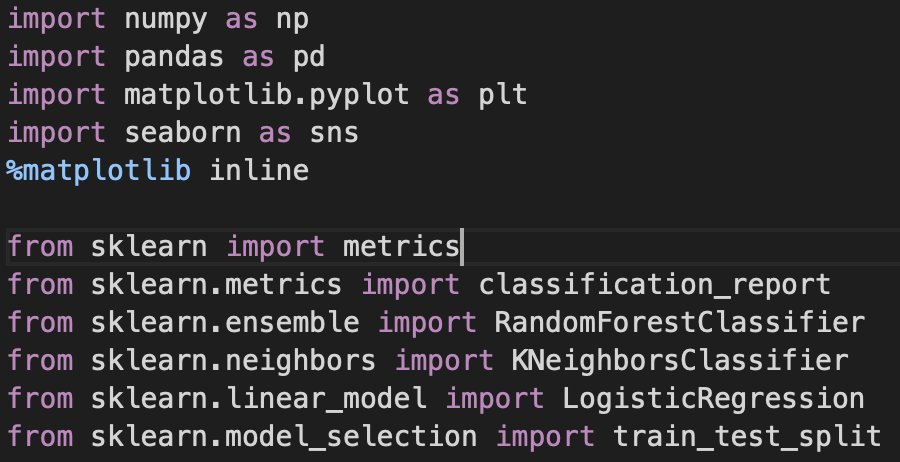 import numpy as np
import pandas as pd
import matplotlib.pyplot as plt
import seaborn as sns
%matplotlib inline
from sklearn import metrics
from sklearn.metrics import classification_report
from sklearn.ensemble import RandomForestClassifier
from sklearn.neighbors import KNeighborsClassifier
from sklearn.linear_model import LogisticRegression
from sklearn.model_selection import train_test_split